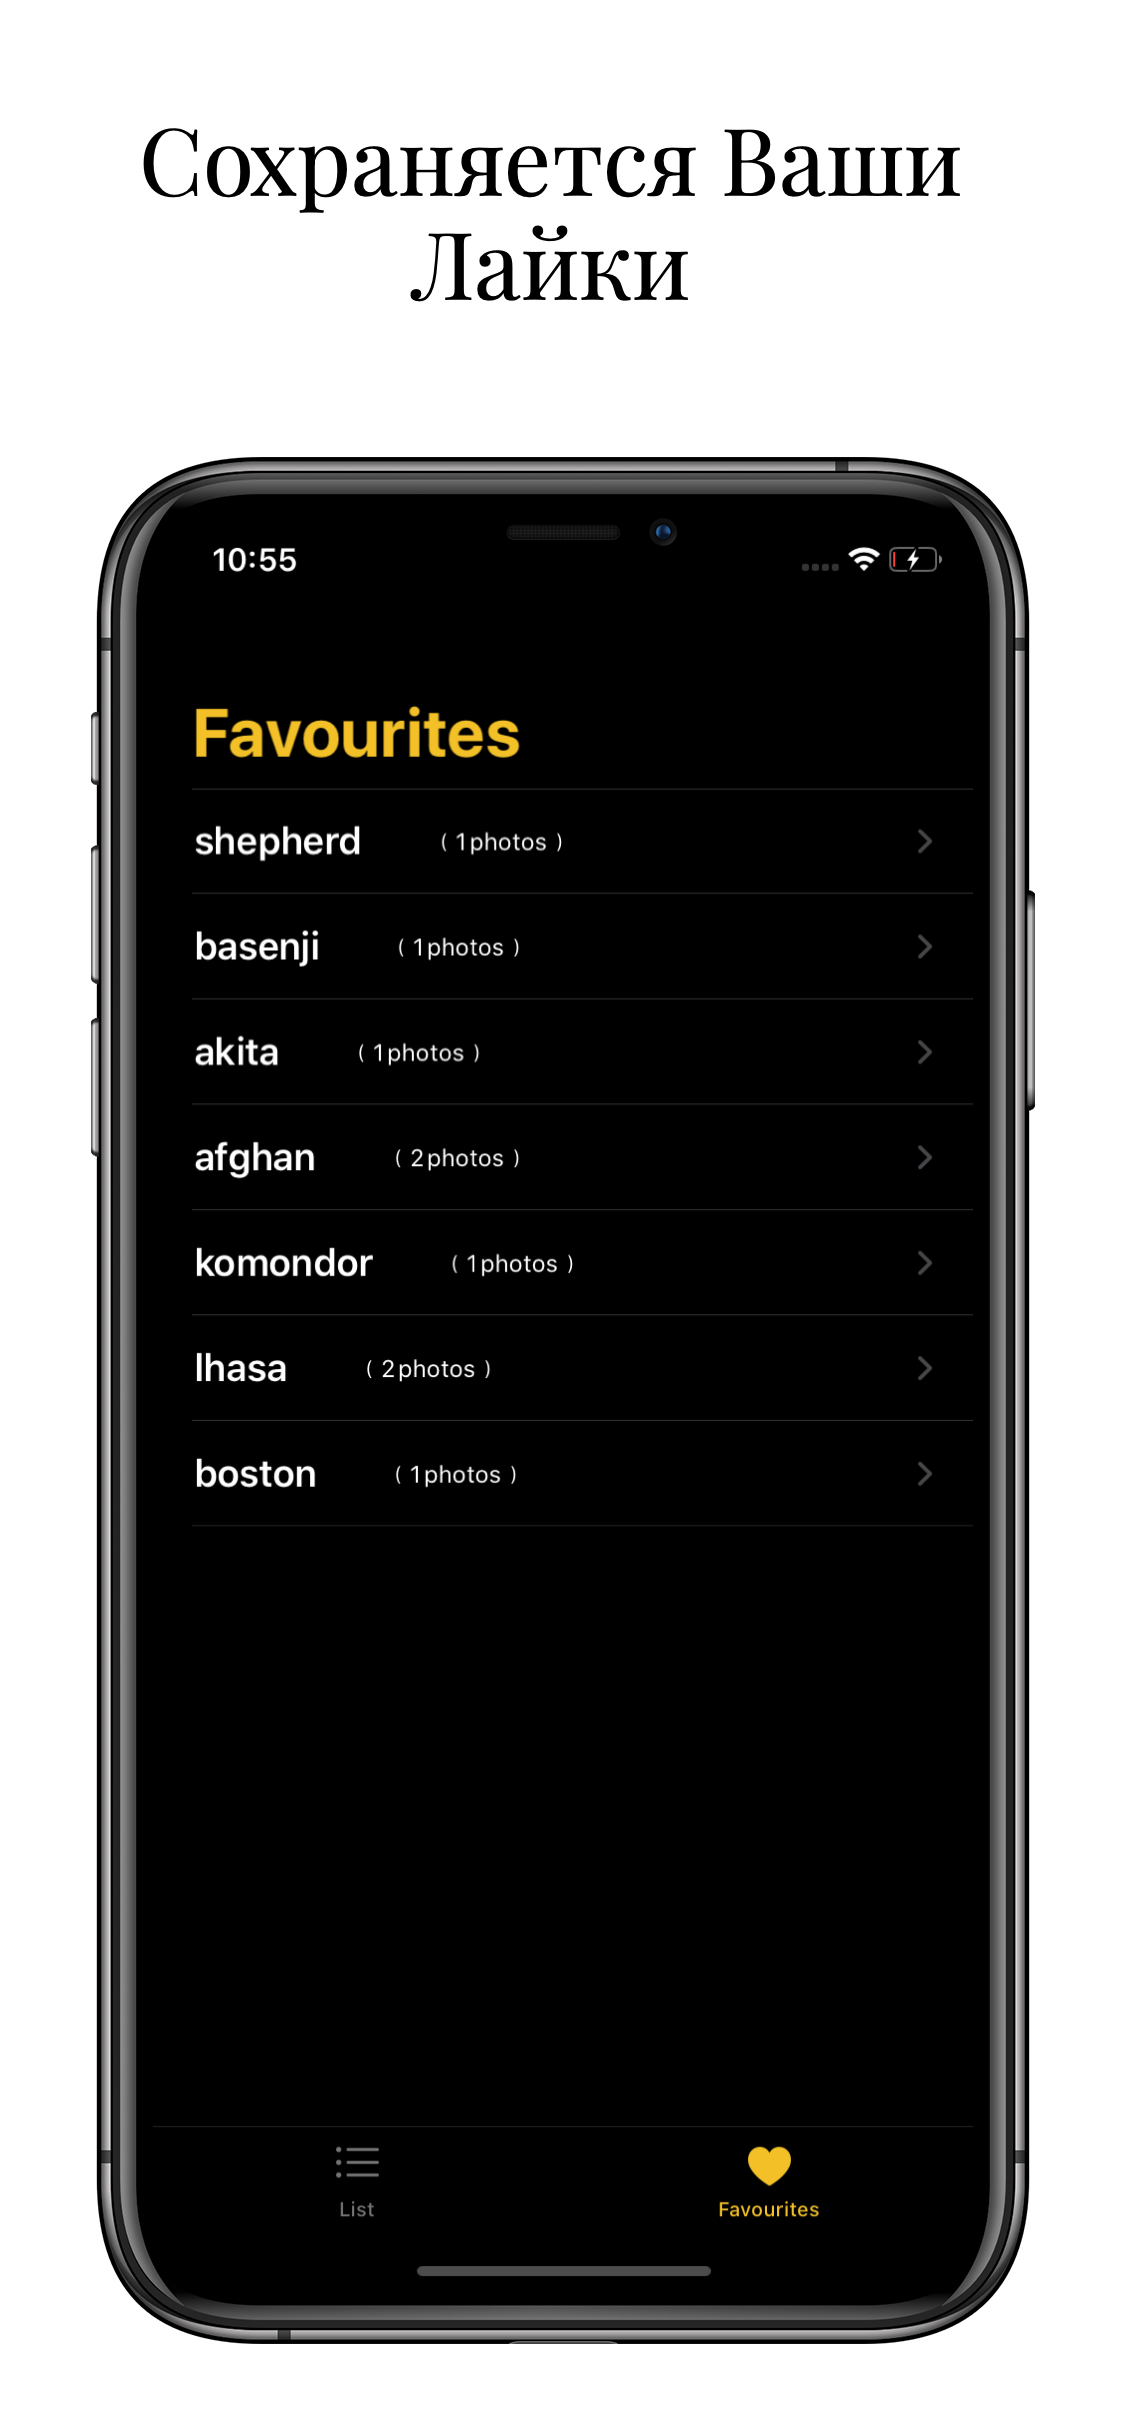 Сохраняется Ваши
Лайки
10:55
Favourites
shepherd ( 1 photos )
basenji ( 1 photos )
akita ( 1 photos )
afghan ( 2 photos )
komondor ( 1 photos )
lhasa ( 2 photos )
boston ( 1 photos )
List Favourites